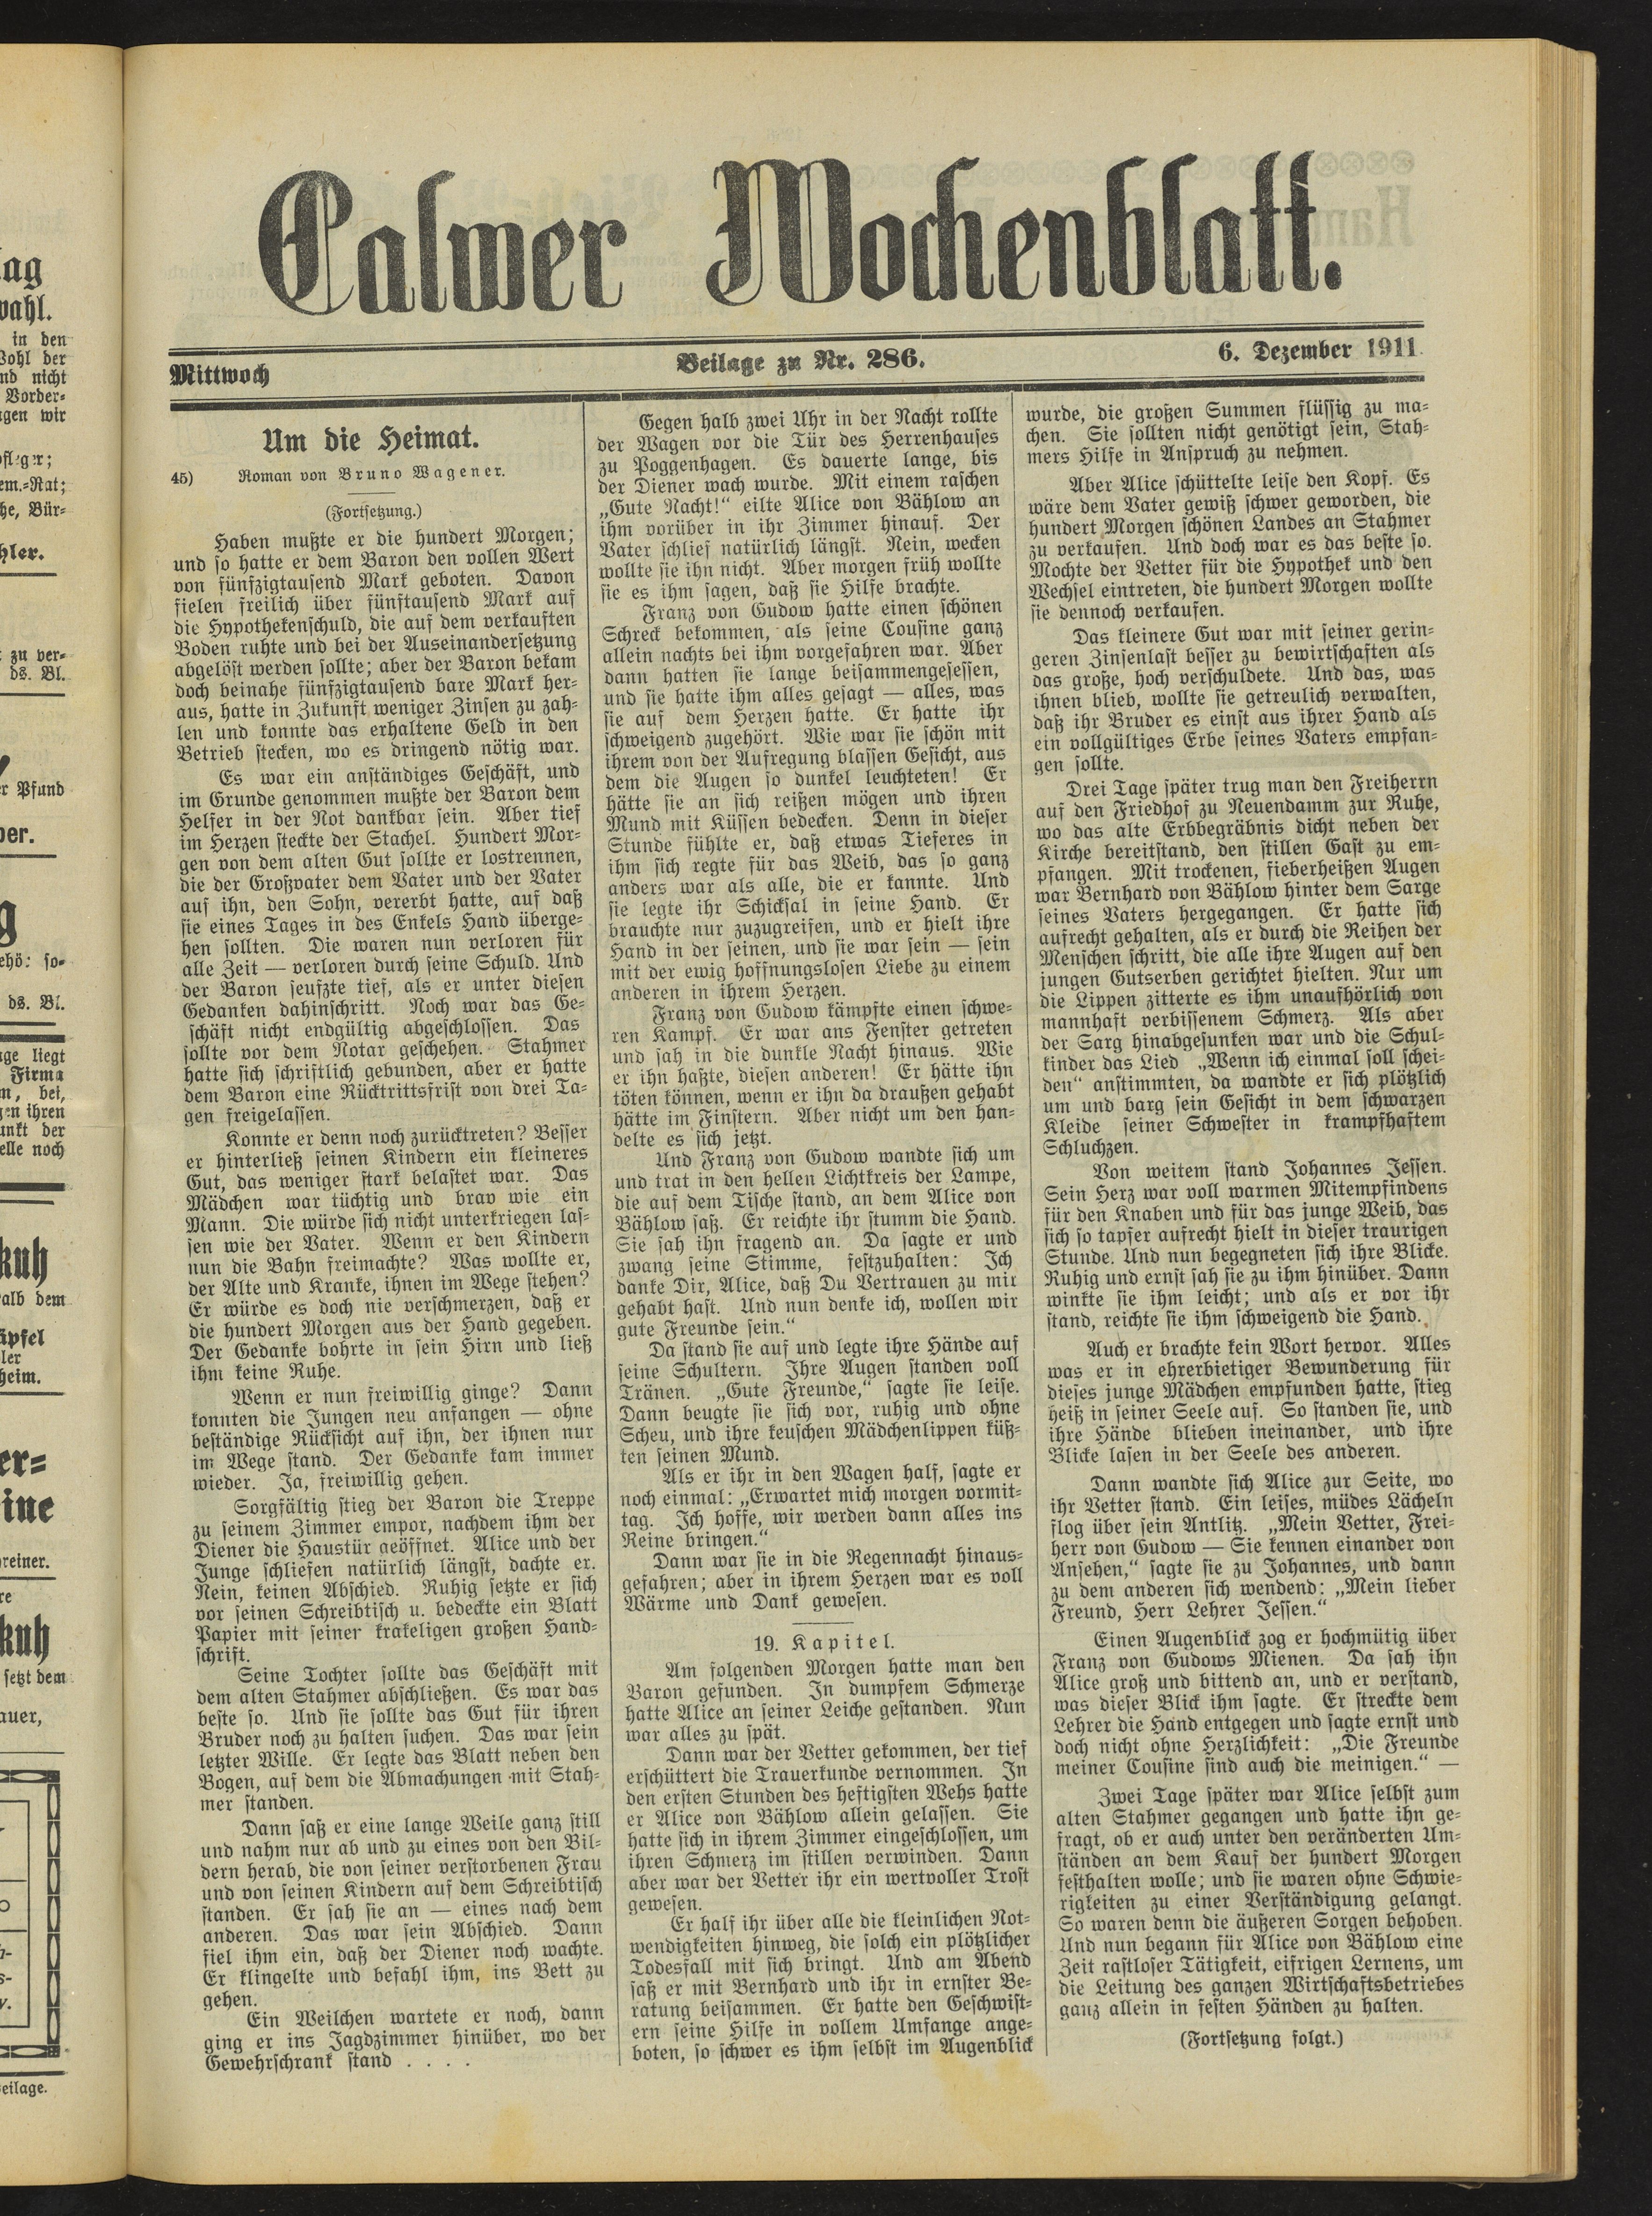 Calwer Wochenblatt.
Mittwoch
Beilage zu Nr. 286.
6. Dezember 1911
Um die Heimat.
45) Roman von Bruno Wagener.
(Fortsetzung.)
Haben mußte er die hundert Morgen;
und so hatte er dem Baron den vollen Wert
von fünfzigtausend Mark geboten. Davon
fielen freilich über fünftausend Mark auf
die Hypothekenschuld, die auf dem verkauften
Boden ruhte und bei der Auseinandersetzung
abgelöst werden sollte; aber der Baron bekam
doch beinahe fünfzigtausend bare Mark her-
aus, hatte in Zukunft weniger Zinsen zu zah-
len und konnte das erhaltene Geld in den
Betrieb stecken, wo es dringend nötig war.
Es war ein anständiges Geschäft, und
im Grunde genommen mußte der Baron dem
Helfer in der Not dankbar sein. Aber tief
im Herzen steckte der Stachel. Hundert Mor-
gen von dem alten Gut sollte er lostrennen,
die der Großvater dem Vater und der Vater
auf ihn, den Sohn, vererbt hatte, auf daß
sie eines Tages in des Enkels Hand überge-
hen sollten. Die waren nun verloren für
alle Zeit — verloren durch seine Schuld. Und
der Baron seufzte tief, als er unter diesen
Gedanken dahinschritt. Noch war das Ge-
schäft nicht endgültig abgeschlossen. Das
sollte vor dem Notar geschehen. Stahmer
hatte sich schriftlich gebunden, aber er hatte
dem Baron eine Rücktrittsfrist von drei Ta-
gen freigelassen.
Konnte er denn noch zurücktreten? Besser
er hinterließ seinen Kindern ein kleineres
Gut, das weniger stark belastet war. Das
Mädchen war tüchtig und brav wie ein
Mann. Die würde sich nicht unterkriegen las-
sen wie der Vater. Wenn er den Kindern
nun die Bahn freimachte? Was wollte er,
der Alte und Kranke, ihnen im Wege stehen?
Er würde es doch nie verschmerzen, daß er
die hundert Morgen aus der Hand gegeben.
Der Gedanke bohrte in sein Hirn und ließ
ihm keine Ruhe.
Wenn er nun freiwillig ginge? Dann
konnten die Jungen neu anfangen — ohne
beständige Rücksicht auf ihn, der ihnen nur
im Wege stand. Der Gedanke kam immer
wieder. Ja, freiwillig gehen.
Sorgfältig stieg der Baron die Treppe
zu seinem Zimmer empor, nachdem ihm der
Diener die Haustür geöffnet. Alice und der
Junge schliefen natürlich längst, dachte er.
Nein, keinen Abschied. Ruhig setzte er sich
vor seinen Schreibtisch u. bedeckte ein Blatt
Papier mit seiner krakeligen großen Hand-
schrift.
Seine Tochter sollte das Geschäft mit
dem alten Stahmer abschließen. Es war das
beste so. Und sie sollte das Gut für ihren
Bruder noch zu halten suchen. Das war sein
letzter Wille. Er legte das Blatt neben den
Bogen, auf dem die Abmachungen mit Stah-
mer standen.
Dann saß er eine lange Weile ganz still
und nahm nur ab und zu eines von den Bil-
dern herab, die von seiner verstorbenen Frau
und von seinen Kindern auf dem Schreibtisch
standen. Er sah sie an — eines nach dem
anderen. Das war sein Abschied. Dann
fiel ihm ein, daß der Diener noch wachte.
Er klingelte und befahl ihm, ins Bett zu
gehen.
Ein Weilchen wartete er noch, dann
ging er ins Jagdzimmer hinüber, wo der
Gewehrschrank stand . . . .
Gegen halb zwei Uhr in der Nacht rollte
der Wagen vor die Tür des Herrenhauses
zu Poggenhagen. Es dauerte lange, bis
der Diener wach wurde. Mit einem raschen
„Gute Nacht!“ eilte Alice von Bählow an
ihm vorüber in ihr Zimmer hinauf. Der
Vater schlief natürlich längst. Nein, wecken
wollte sie ihn nicht. Aber morgen früh wollte
sie es ihm sagen, daß sie Hilfe brachte.
Franz von Gudow hatte einen schönen
Schreck bekommen, als seine Cousine ganz
allein nachts bei ihm vorgefahren war. Aber
dann hatten sie lange beisammengesessen,
und sie hatte ihm alles gesagt — alles, was
sie auf dem Herzen hatte. Er hatte ihr
schweigend zugehört. Wie war sie schön mit
ihrem von der Aufregung blassen Gesicht, aus
dem die Augen so dunkel leuchteten! Er
hätte sie an sich reißen mögen und ihren
Mund mit Küssen bedecken. Denn in dieser
Stunde fühlte er, daß etwas Tieferes in
ihm sich regte für das Weib, das so ganz
anders war als alle, die er kannte. Und
sie legte ihr Schicksal in seine Hand. Er
brauchte nur zuzugreifen, und er hielt ihre
Hand in der seinen, und sie war sein — sein
mit der ewig hoffnungslosen Liebe zu einem
anderen in ihrem Herzen.
Franz von Gudow kämpfte einen schwe-
ren Kampf. Er war ans Fenster getreten
und sah in die dunkle Nacht hinaus. Wie
er ihn haßte, diesen anderen! Er hätte ihn
töten können, wenn er ihn da draußen gehabt
hätte im Finstern. Aber nicht um den han-
delte es sich jetzt.
Und Franz von Gudow wandte sich um
und trat in den hellen Lichtkreis der Lampe,
die auf dem Tische stand, an dem Alice von
Bählow saß. Er reichte ihr stumm die Hand.
Sie sah ihn fragend an. Da sagte er und
zwang seine Stimme, festzuhalten: Ich
danke Dir, Alice, daß Du Vertrauen zu mir
gehabt hast. Und nun denke ich, wollen wir
gute Freunde sein.“
Da stand sie auf und legte ihre Hände auf
seine Schultern. Ihre Augen standen voll
Tränen. „Gute Freunde,“ sagte sie leise.
Dann beugte sie sich vor, ruhig und ohne
Scheu, und ihre keuschen Mädchenlippen küß-
ten seinen Mund.
Als er ihr in den Wagen half, sagte er
noch einmal: „Erwartet mich morgen vormit-
tag. Ich hoffe, wir werden dann alles ins
Reine bringen.“
Dann war sie in die Regennacht hinaus-
gefahren; aber in ihrem Herzen war es voll
Wärme und Dank gewesen.
19. Kapitel.
Am folgenden Morgen hatte man den
Baron gefunden. In dumpfem Schmerze
hatte Alice an seiner Leiche gestanden. Nun
war alles zu spät.
Dann war der Vetter gekommen, der tief
erschüttert die Trauerkunde vernommen. In
den ersten Stunden des heftigsten Wehs hatte
er Alice von Bählow allein gelassen. Sie
hatte sich in ihrem Zimmer eingeschlossen, um
ihren Schmerz im stillen verwinden. Dann
aber war der Vetter ihr ein wertvoller Trost
gewesen.
Er half ihr über alle die kleinlichen Not-
wendigkeiten hinweg, die solch ein plötzlicher
Todesfall mit sich bringt. Und am Abend
saß er mit Bernhard und ihr in ernster Be-
ratung beisammen. Er hatte den Geschwist-
ern seine Hilfe in vollem Umfange ange-
boten, so schwer es ihm selbst im Augenblick
wurde, die großen Summen flüssig zu ma-
chen. Sie sollten nicht genötigt sein, Stah-
mers Hilfe in Anspruch zu nehmen.
Aber Alice schüttelte leise den Kopf. Es
wäre dem Vater gewiß schwer geworden, die
hundert Morgen schönen Landes an Stahmer
zu verkaufen. Und doch war es das beste so.
Mochte der Vetter für die Hypothek und den
Wechsel eintreten, die hundert Morgen wollte
sie dennoch verkaufen.
Das kleinere Gut war mit seiner gerin-
geren Zinsenlast besser zu bewirtschaften als
das große, hoch verschuldete. Und das, was
ihnen blieb, wollte sie getreulich verwalten,
daß ihr Bruder es einst aus ihrer Hand als
ein vollgültiges Erbe seines Vaters empfan-
gen sollte.
Drei Tage später trug man den Freiherrn
auf den Friedhof zu Neuendamm zur Ruhe,
wo das alte Erbbegräbnis dicht neben der
Kirche bereitstand, den stillen Gast zu em-
pfangen. Mit trockenen, fieberheißen Augen
war Bernhard von Bählow hinter dem Sarge
seines Vaters hergegangen. Er hatte sich
aufrecht gehalten, als er durch die Reihen der
Menschen schritt, die alle ihre Augen auf den
jungen Gutserben gerichtet hielten. Nur um
die Lippen zitterte es ihm unaufhörlich von
mannhaft verbissenem Schmerz. Als aber
der Sarg hinabgesunken war und die Schul-
kinder das Lied „Wenn ich einmal soll schei-
den“ anstimmten, da wandte er sich plötzlich
um und barg sein Gesicht in dem schwarzen
Kleide seiner Schwester in krampfhaftem
Schluchzen.
Von weitem stand Johannes Jessen.
Sein Herz war voll warmen Mitempfindens
für den Knaben und für das junge Weib, das
sich so tapfer aufrecht hielt in dieser traurigen
Stunde. Und nun begegneten sich ihre Blicke.
Ruhig und ernst sah sie zu ihm hinüber. Dann
winkte sie ihm leicht; und als er vor ihr
stand, reichte sie ihm schweigend die Hand.
Auch er brachte kein Wort hervor. Alles
was er in ehrerbietiger Bewunderung für
dieses junge Mädchen empfunden hatte, stieg
heiß in seiner Seele auf. So standen sie, und
ihre Hände blieben ineinander, und ihre
Blicke lasen in der Seele des anderen.
Dann wandte sich Alice zur Seite, wo
ihr Vetter stand. Ein leises, müdes Lächeln
flog über sein Antlitz. „Mein Vetter, Frei-
herr von Gudow — Sie kennen einander von
Ansehen,“ sagte sie zu Johannes, und dann
zu dem anderen sich wendend: „Mein lieber
Freund, Herr Lehrer Jessen.“
Einen Augenblick zog er hochmütig über
Franz von Gudows Mienen. Da sah ihn
Alice groß und bittend an, und er verstand,
was dieser Blick ihm sagte. Er streckte dem
Lehrer die Hand entgegen und sagte ernst und
doch nicht ohne Herzlichkeit: „Die Freunde
meiner Cousine sind auch die meinigen.“ —
Zwei Tage später war Alice selbst zum
alten Stahmer gegangen und hatte ihn ge-
fragt, ob er auch unter den veränderten Um-
ständen an dem Kauf der hundert Morgen
festhalten wolle; und sie waren ohne Schwie-
rigkeiten zu einer Verständigung gelangt.
So waren denn die äußeren Sorgen behoben.
Und nun begann für Alice von Bählow eine
Zeit rastloser Tätigkeit, eifrigen Lernens, um
die Leitung des ganzen Wirtschaftsbetriebes
ganz allein in festen Händen zu halten.
(Fortsetzung folgt.)